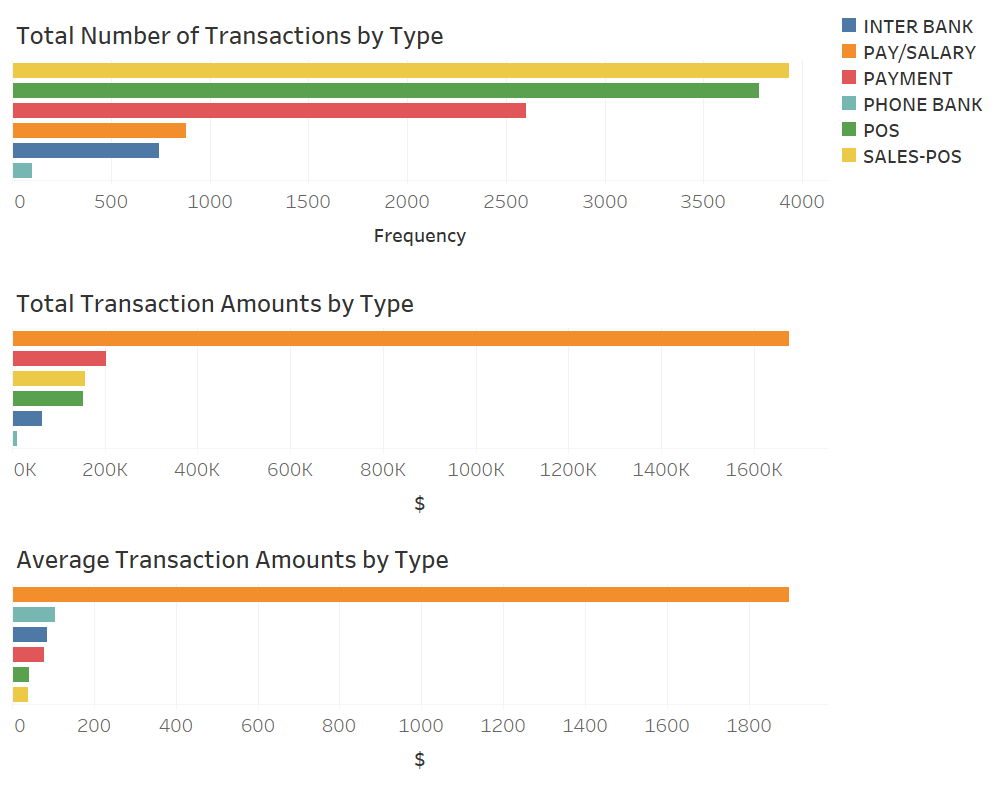 Total Number of Transactions by Type
0 500 1000 1500 2000 2500 3000 3500 4000
Frequency
INTER BANK
PAY/SALARY
PAYMENT
PHONE BANK
POS
SALES-POS
Total Transaction Amounts by Type
0K 200K 400K 600K 800K 1000K 1200K 1400K 1600K
$
Average Transaction Amounts by Type
0 200 400 600 800 1000 1200 1400 1600 1800
$